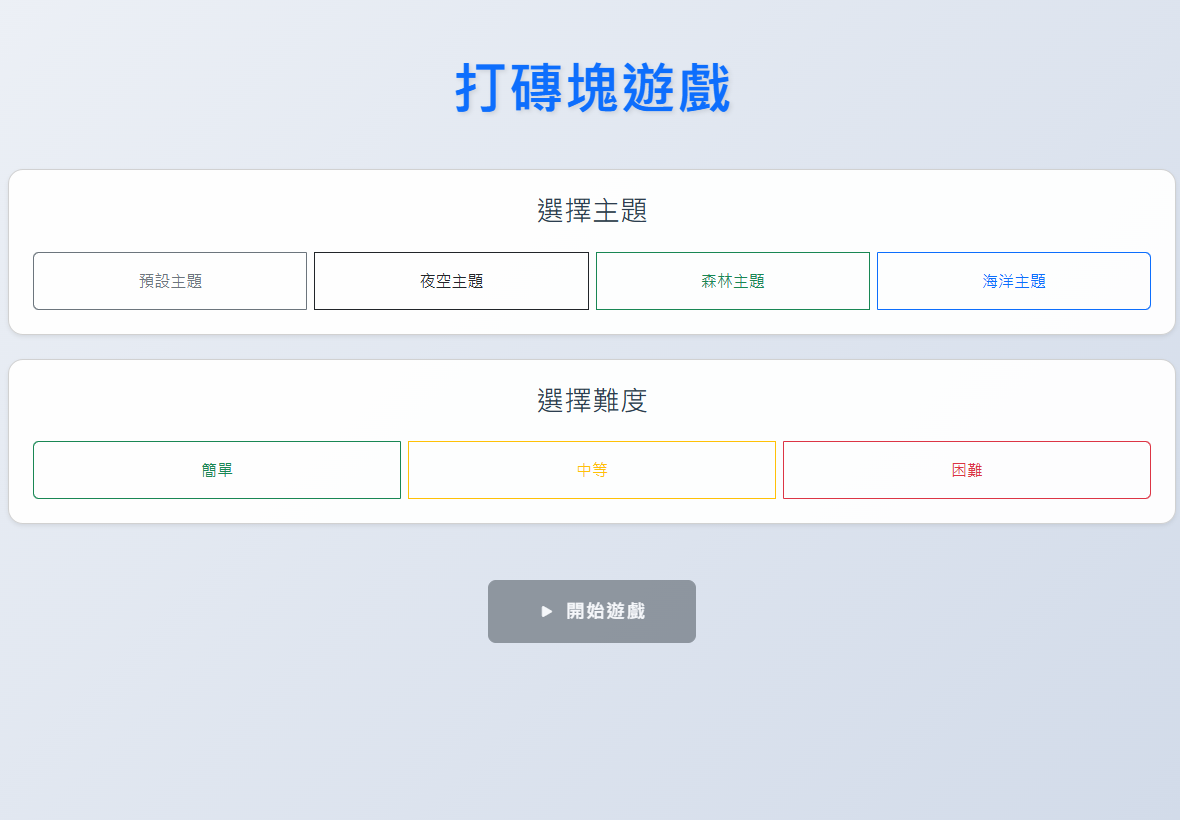 打磚塊遊戲
選擇主題
預設主題 夜空主題 森林主題 海洋主題
選擇難度
簡單 中等 困難
開始遊戲